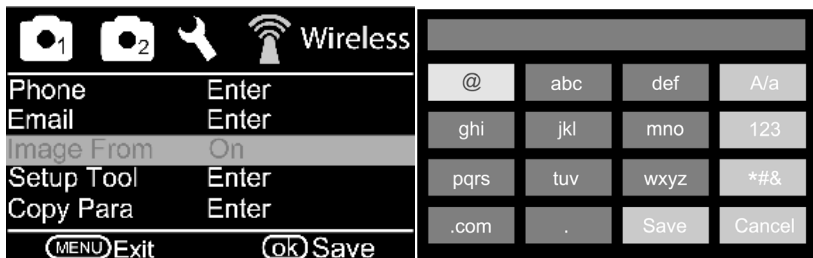 1 2 Wireless
Phone Enter
Email Enter
Image From On
Setup Tool Enter
Copy Para Enter
MENU Exit ok Save
@ abc def A/a
ghi jkl mno 123
pqrs tuv wxyz *#&
.com . Save Cancel